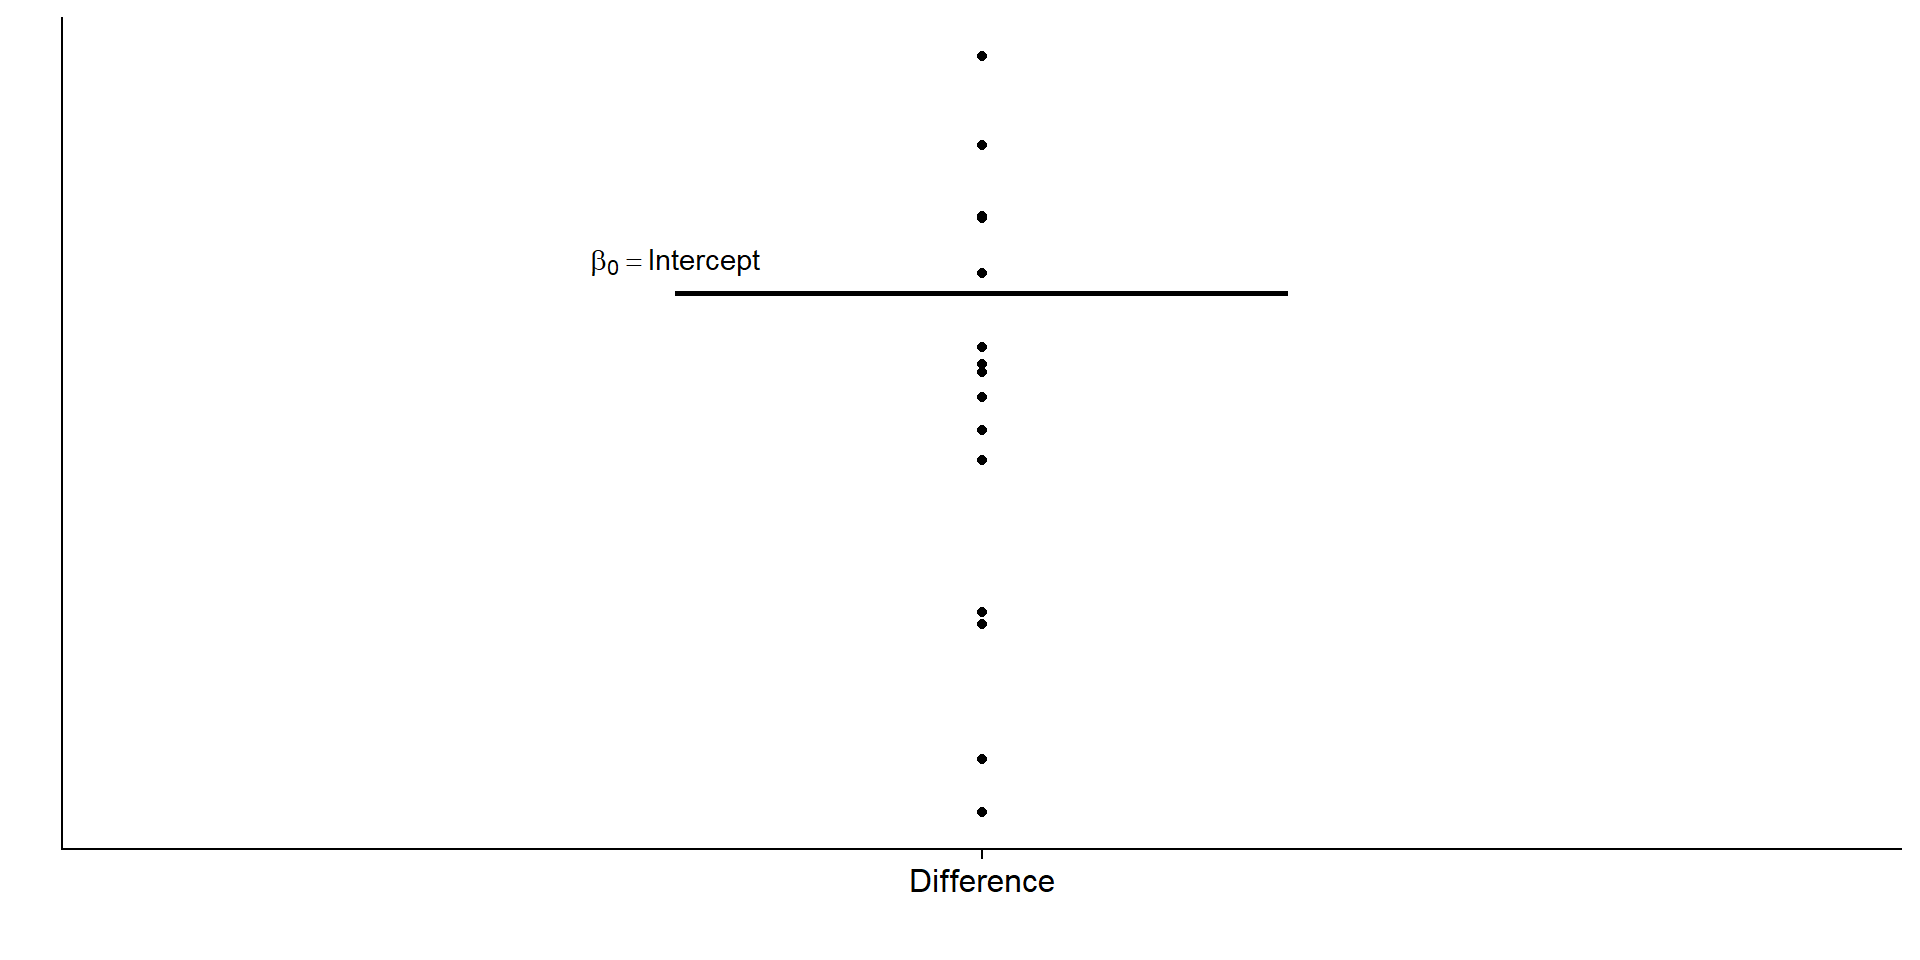 β₀ = Intercept
Difference